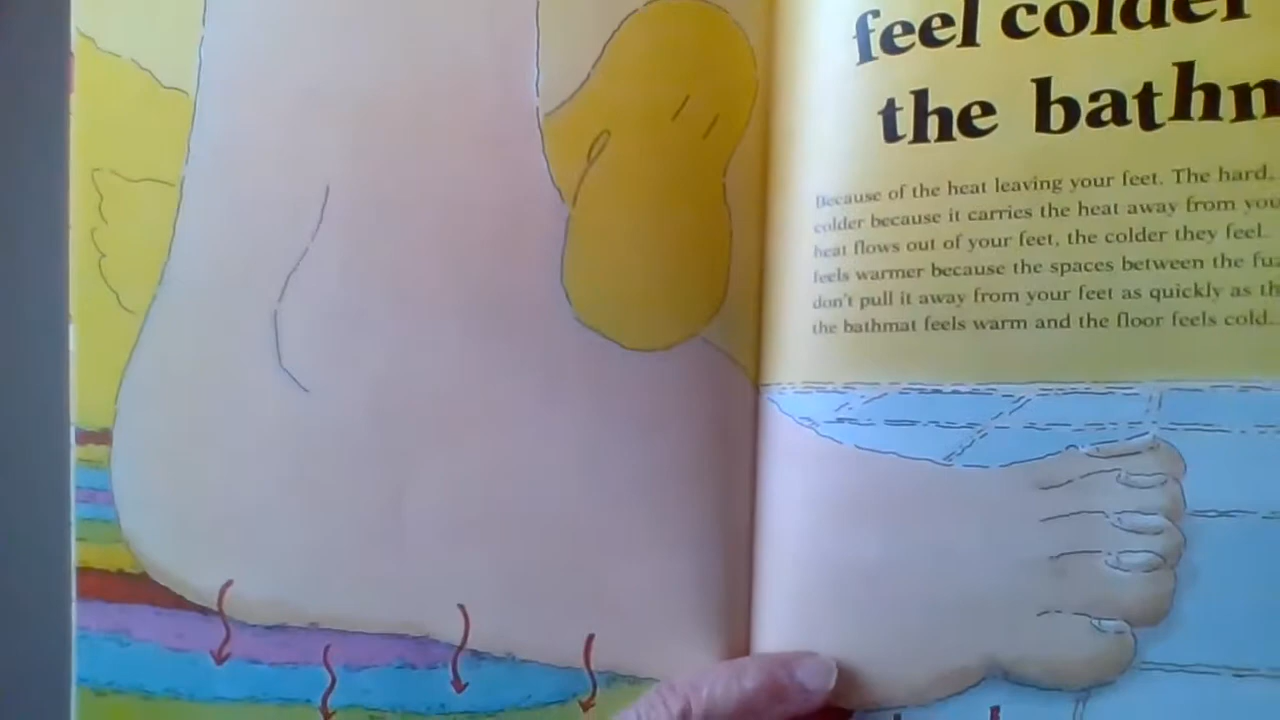 feel colder
the bathm
Because of the heat leaving your feet. The hard,
colder because it carries the heat away from you
heat flows out of your feet, the colder they feel.
feels warmer because the spaces between the fu
don't pull it away from your feet as quickly as th
the bathmat feels warm and the floor feels cold.